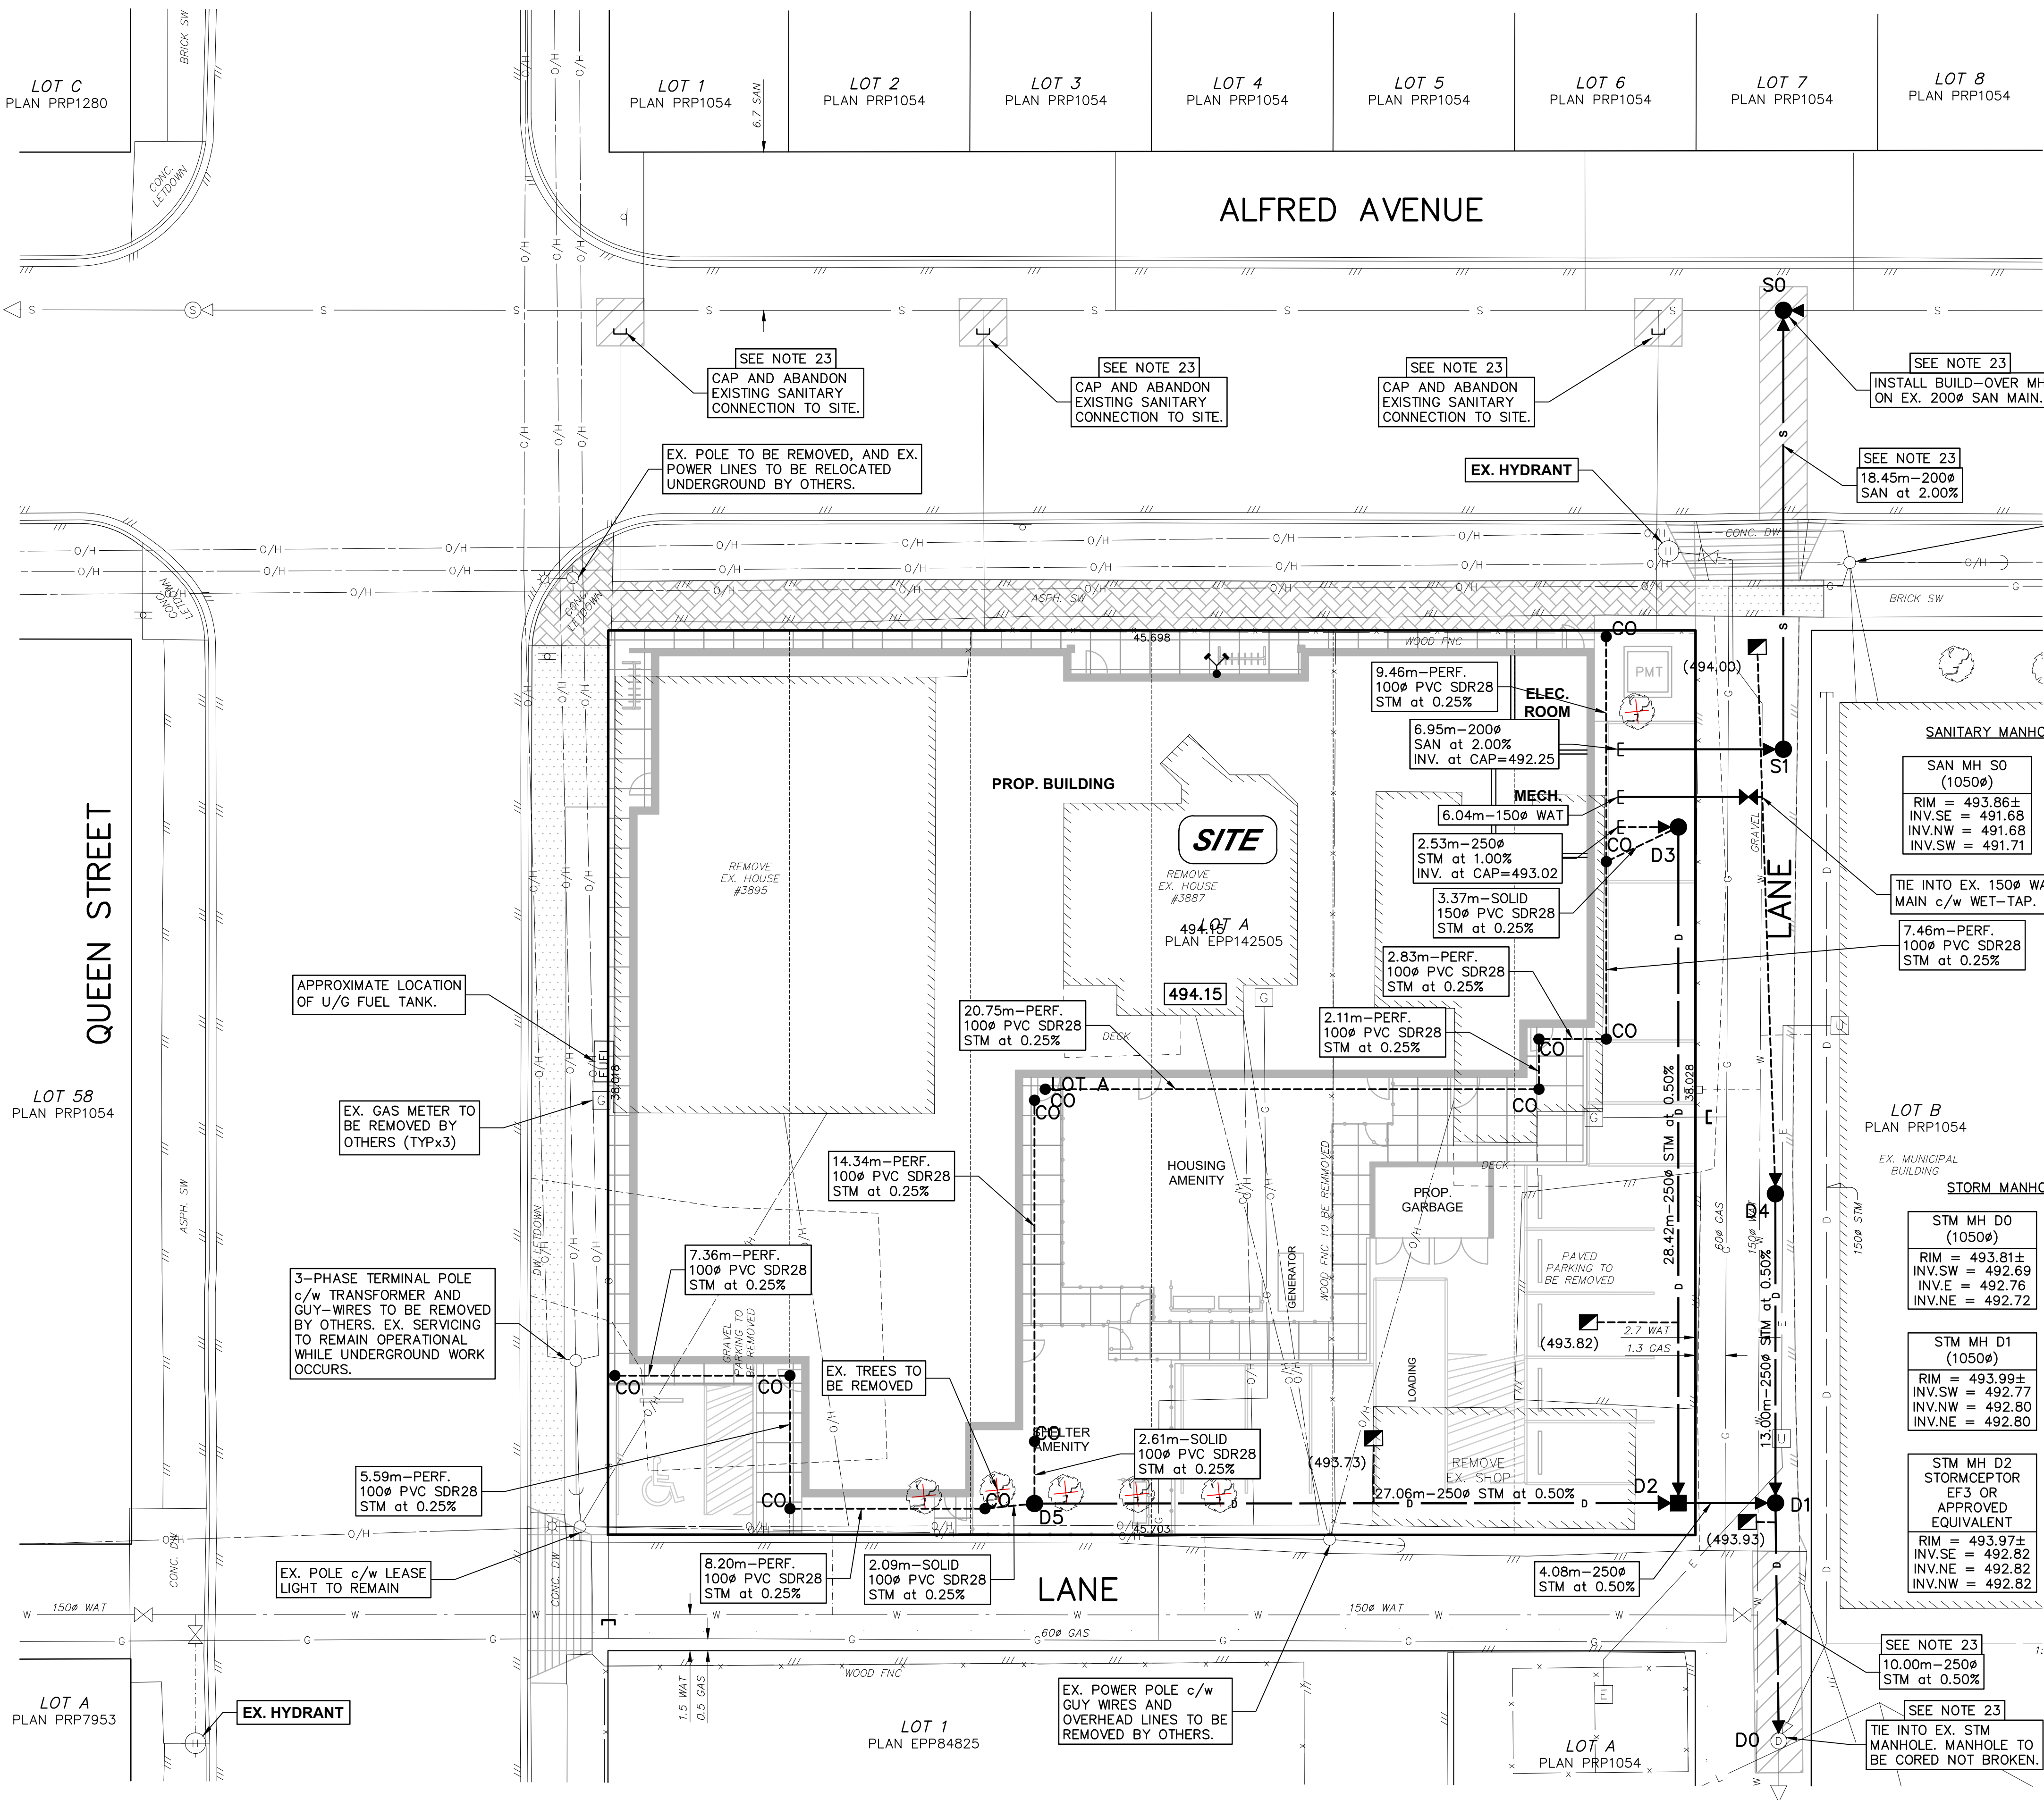 LOT C
PLAN PRP1280
BRICK SW
CONC.
LETDOWN
O/H
O/H
O/H
LOT 1
PLAN PRP1054
6.7 SAN
LOT 2
PLAN PRP1054
LOT 3
PLAN PRP1054
LOT 4
PLAN PRP1054
LOT 5
PLAN PRP1054
LOT 6
PLAN PRP1054
LOT 7
PLAN PRP1054
LOT 8
PLAN PRP1054
ALFRED AVENUE
S0
S
S
S
S
S
S
S
S
S
S
S
SEE NOTE 23
CAP AND ABANDON
EXISTING SANITARY
CONNECTION TO SITE.
SEE NOTE 23
CAP AND ABANDON
EXISTING SANITARY
CONNECTION TO SITE.
SEE NOTE 23
CAP AND ABANDON
EXISTING SANITARY
CONNECTION TO SITE.
SEE NOTE 23
INSTALL BUILD-OVER MH
ON EX. 200ø SAN MAIN.
EX. POLE TO BE REMOVED, AND EX.
POWER LINES TO BE RELOCATED
UNDERGROUND BY OTHERS.
EX. HYDRANT
SEE NOTE 23
18.45m-200ø
SAN at 2.00%
O/H
O/H
O/H
O/H
O/H
O/H
O/H
O/H
H
CONC. DW
CONC.
LETDOWN
CONC.
LETDOWN
ASPH. SW
BRICK SW
G
G
45.698
WOOD FNC
CO
PMT
(494.00)
9.46m-PERF.
100ø PVC SDR28
STM at 0.25%
ELEC.
ROOM
6.95m-200ø
SAN at 2.00%
INV. at CAP=492.25
S1
SANITARY MANHO
SAN MH S0
(1050ø)
RIM = 493.86±
INV.SE = 491.68
INV.NW = 491.68
INV.SW = 491.71
PROP. BUILDING
MECH.
6.04m-150ø WAT
SITE
CO
D3
2.53m-250ø
STM at 1.00%
INV. at CAP=493.02
GRAVEL
LANE
REMOVE
EX. HOUSE
#3895
REMOVE
EX. HOUSE
#3887
TIE INTO EX. 150ø WA
MAIN c/w WET-TAP.
3.37m-SOLID
150ø PVC SDR28
STM at 0.25%
LOT A
494.15
PLAN EPP142505
7.46m-PERF.
100ø PVC SDR28
STM at 0.25%
QUEEN STREET
2.83m-PERF.
100ø PVC SDR28
STM at 0.25%
APPROXIMATE LOCATION
OF U/G FUEL TANK.
494.15
G
20.75m-PERF.
100ø PVC SDR28
STM at 0.25%
2.11m-PERF.
100ø PVC SDR28
STM at 0.25%
DECK
CO
CO
U
FUEL
38.018
G
LOT A
CO
CO
CO
38.028
LOT 58
PLAN PRP1054
EX. GAS METER TO
BE REMOVED BY
OTHERS (TYPx3)
G
LOT B
PLAN PRP1054
EX. MUNICIPAL
BUILDING
14.34m-PERF.
100ø PVC SDR28
STM at 0.25%
HOUSING
AMENITY
DECK
PROP.
GARBAGE
28.42m-250ø STM at 0.50%
60ø GAS
150ø WAT
D4
150ø STM
STORM MANHO
STM MH D0
(1050ø)
RIM = 493.81±
INV.SW = 492.69
INV.E = 492.76
INV.NE = 492.72
ASPH. SW
DW LETDOWN
7.36m-PERF.
100ø PVC SDR28
STM at 0.25%
GENERATOR
WOOD FNC TO BE REMMOVED
PAVED
PARKING TO
BE REMOVED
3-PHASE TERMINAL POLE
c/w TRANSFORMER AND
GUY-WIRES TO BE REMOVED
BY OTHERS. EX. SERVICING
TO REMAIN OPERATIONAL
WHILE UNDERGROUND WORK
OCCURS.
GRAVEL
PARKING TO
BE REMOVED
(493.82)
2.7 WAT
1.3 GAS
13.00m-250ø STM at 0.50%
STM MH D1
(1050ø)
RIM = 493.99±
INV.SW = 492.77
INV.NW = 492.80
INV.NE = 492.80
CO
CO
EX. TREES TO
BE REMOVED
LOADING
CO
SHELTER
AMENITY
2.61m-SOLID
100ø PVC SDR28
STM at 0.25%
(493.73)
U
REMOVE
EX. SHOP
STM MH D2
STORMCEPTOR
EF3 OR
APPROVED
EQUIVALENT
RIM = 493.97±
INV.SE = 492.82
INV.NE = 492.82
INV.NW = 492.82
5.59m-PERF.
100ø PVC SDR28
STM at 0.25%
CO
CO
D5
27.06m-250ø STM at 0.50%
D2
D1
45.703
(493.93)
CONC. DW
CONC. DW
EX. POLE c/w LEASE
LIGHT TO REMAIN
8.20m-PERF.
100ø PVC SDR28
STM at 0.25%
2.09m-SOLID
100ø PVC SDR28
STM at 0.25%
LANE
4.08m-250ø
STM at 0.50%
W
150ø WAT
W
W
W
W
W
150ø WAT
W
W
G
G
G
G
G
60ø GAS
G
G
G
SEE NOTE 23
10.00m-250ø
STM at 0.50%
WOOD FNC
1.5 WAT
0.5 GAS
LOT A
PLAN PRP7953
EX. HYDRANT
H
LOT 1
PLAN EPP84825
EX. POWER POLE c/w
GUY WIRES AND
OVERHEAD LINES TO BE
REMOVED BY OTHERS.
E
LOT A
PLAN PRP1054
D0
D
SEE NOTE 23
TIE INTO EX. STM
MANHOLE. MANHOLE TO
BE CORED NOT BROKEN.